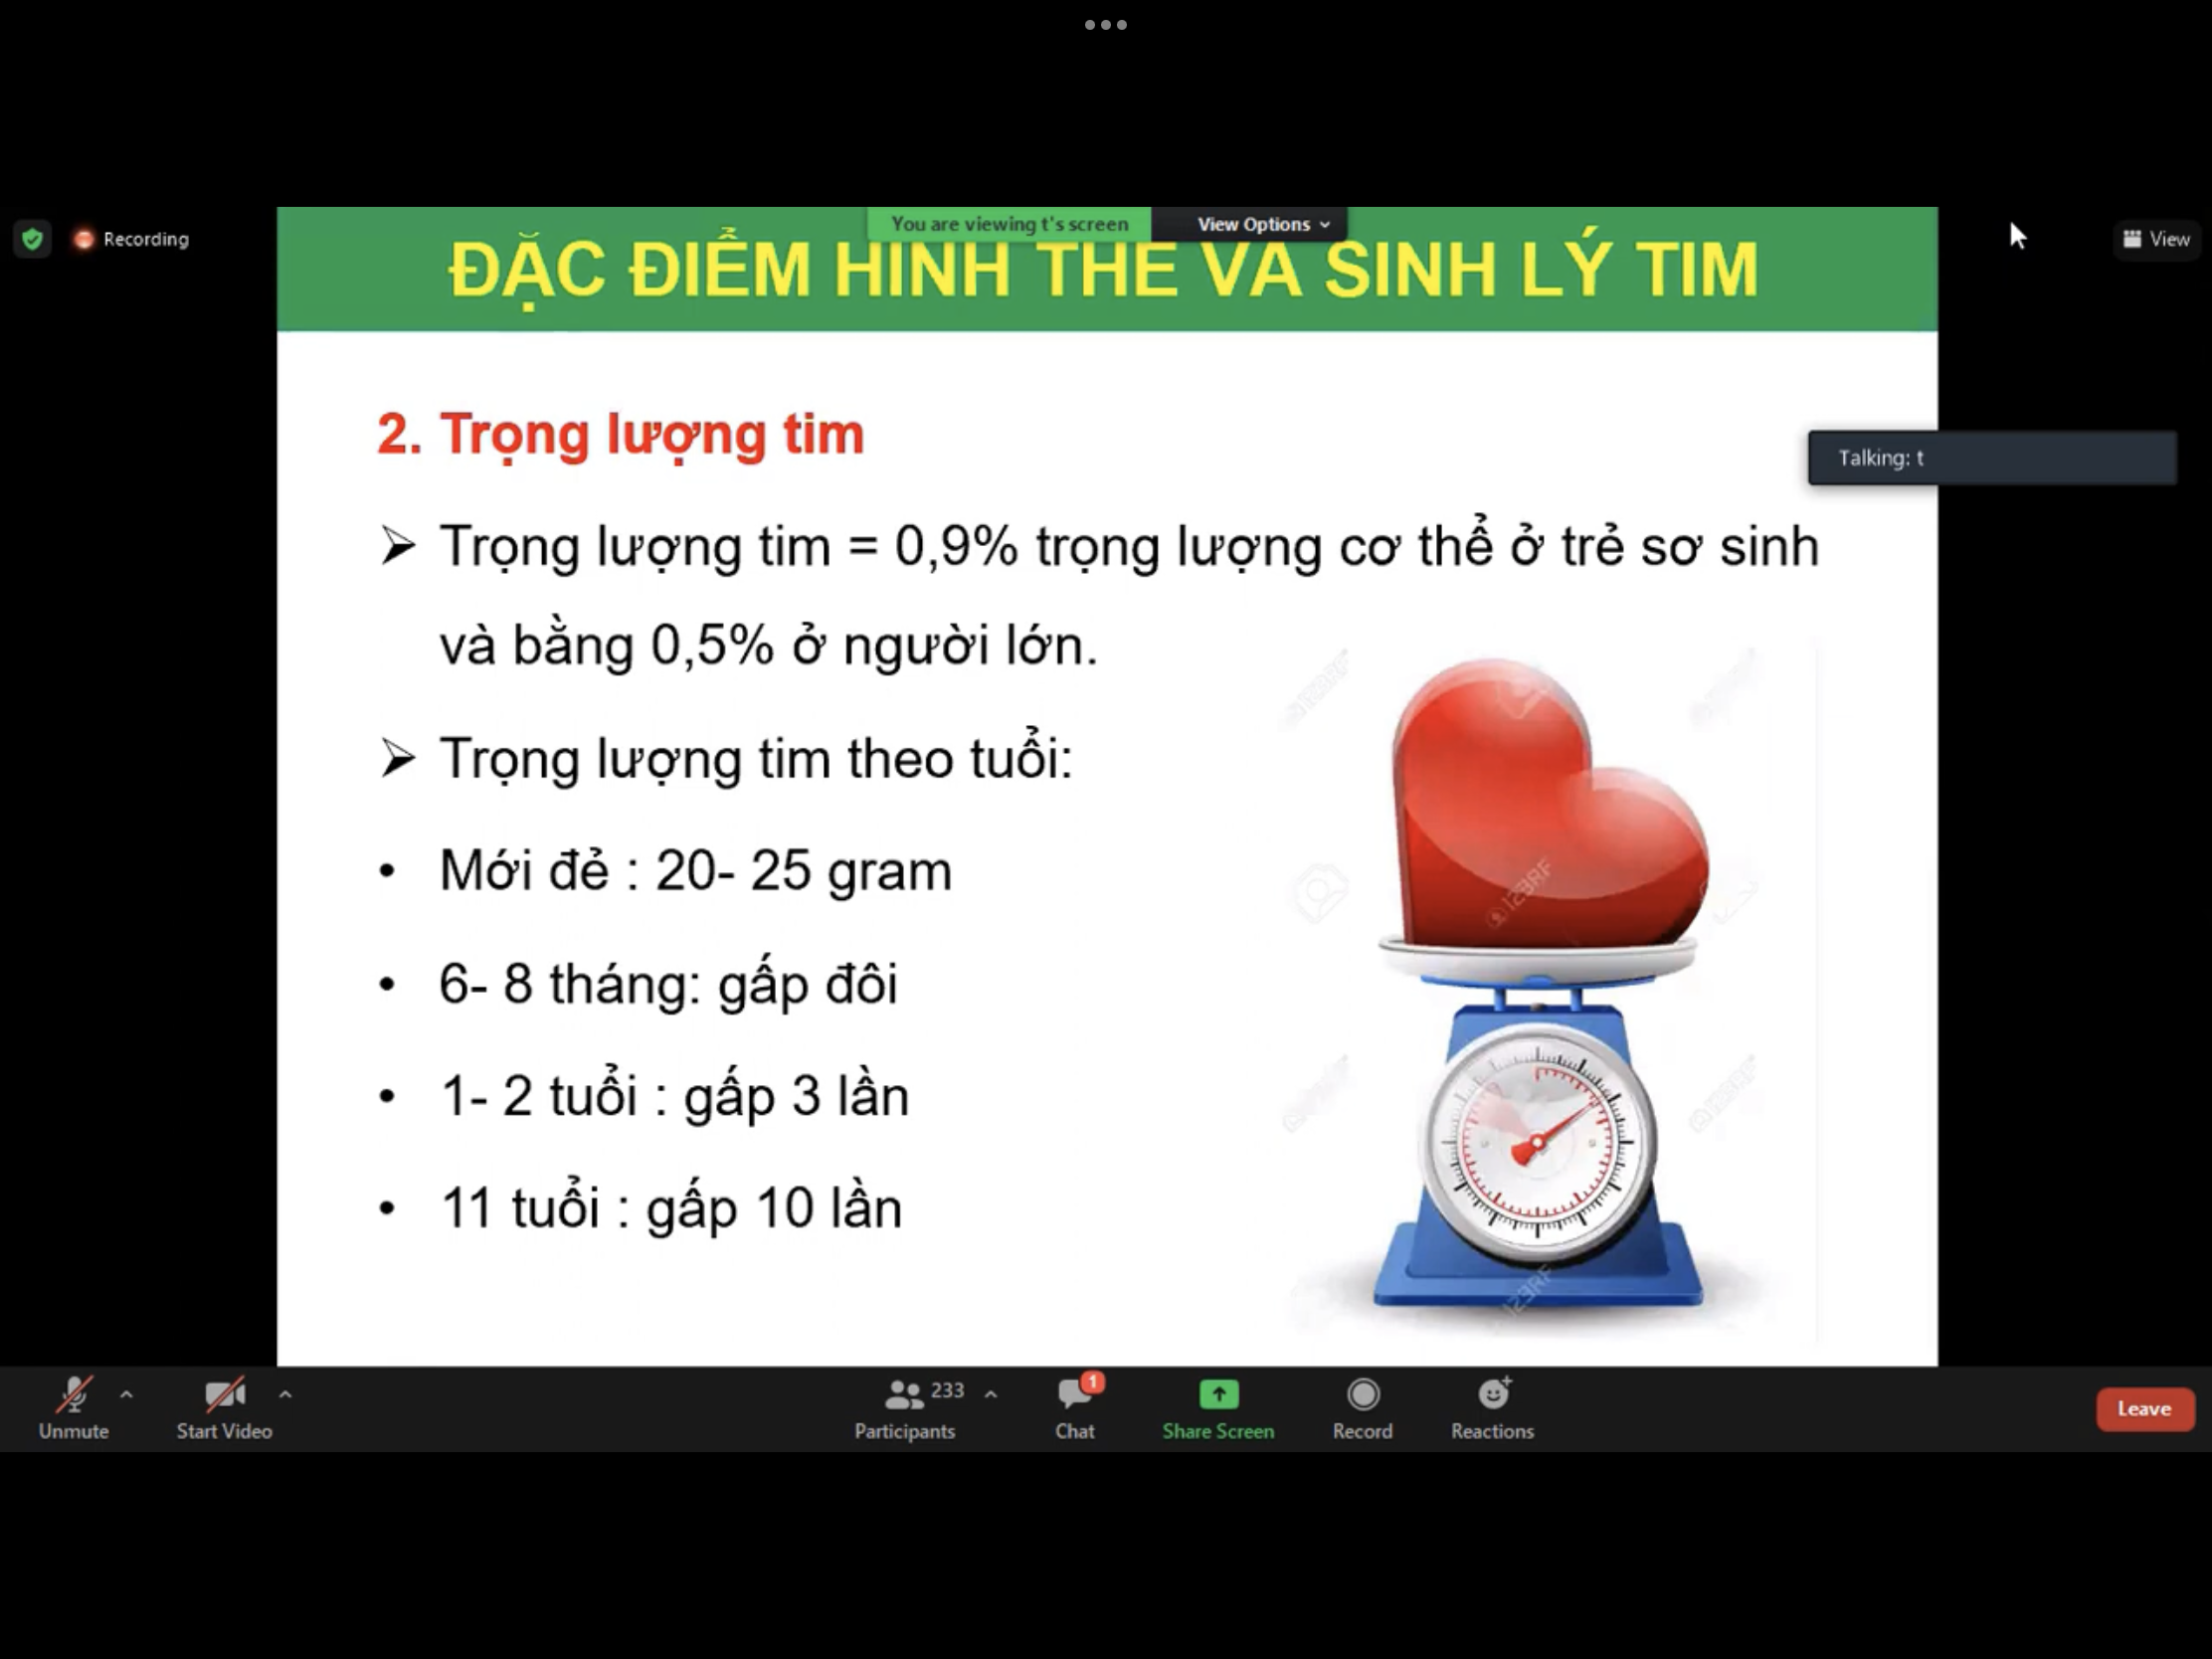 You are viewing t's screen
View Options
Recording
View
ĐẶC ĐIỂM HÌNH THỂ VÀ SINH LÝ TIM
2. Trọng lượng tim
Talking: t
➢ Trọng lượng tim = 0,9% trọng lượng cơ thể ở trẻ sơ sinh
và bằng 0,5% ở người lớn.
➢ Trọng lượng tim theo tuổi:
• Mới đẻ : 20- 25 gram
• 6- 8 tháng: gấp đôi
• 1- 2 tuổi : gấp 3 lần
• 11 tuổi : gấp 10 lần
123RF
123RF
123RF
123RF
Unmute
Start Video
233
Participants
1
Chat
Share Screen
Record
Reactions
Leave